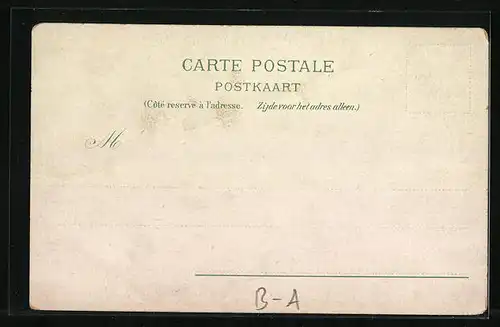 CARTE POSTALE
POSTKAART
(Côté reservé à l'adresse. Zijde voor het adres alleen.)
M
B-A